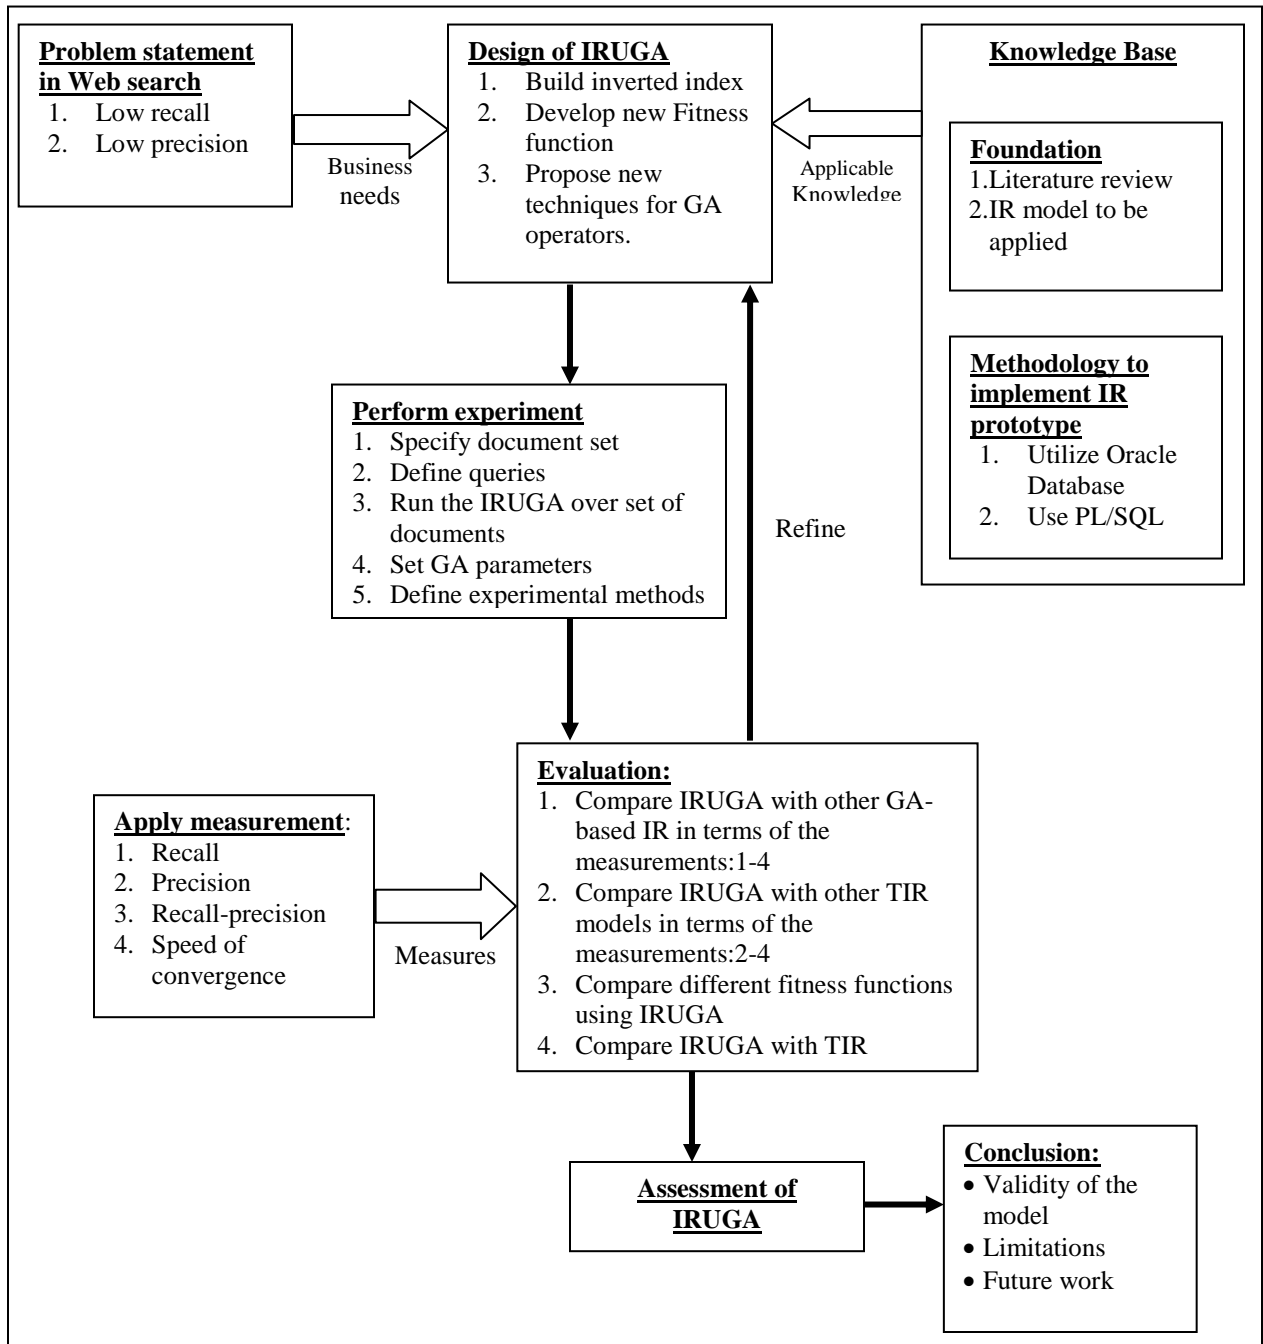 Problem statement
in Web search
1. Low recall
2. Low precision
Business
needs
Design of IRUGA
1. Build inverted index
2. Develop new Fitness
function
3. Propose new
techniques for GA
operators.
Applicable
Knowledge
Knowledge Base
Foundation
1.Literature review
2.IR model to be
applied
Methodology to
implement IR
prototype
1. Utilize Oracle
Database
2. Use PL/SQL
Perform experiment
1. Specify document set
2. Define queries
3. Run the IRUGA over set of
documents
4. Set GA parameters
5. Define experimental methods
Refine
Apply measurement:
1. Recall
2. Precision
3. Recall-precision
4. Speed of
convergence
Measures
Evaluation:
1. Compare IRUGA with other GA-
based IR in terms of the
measurements:1-4
2. Compare IRUGA with other TIR
models in terms of the
measurements:2-4
3. Compare different fitness functions
using IRUGA
4. Compare IRUGA with TIR
Assessment of
IRUGA
Conclusion:
• Validity of the
model
• Limitations
• Future work